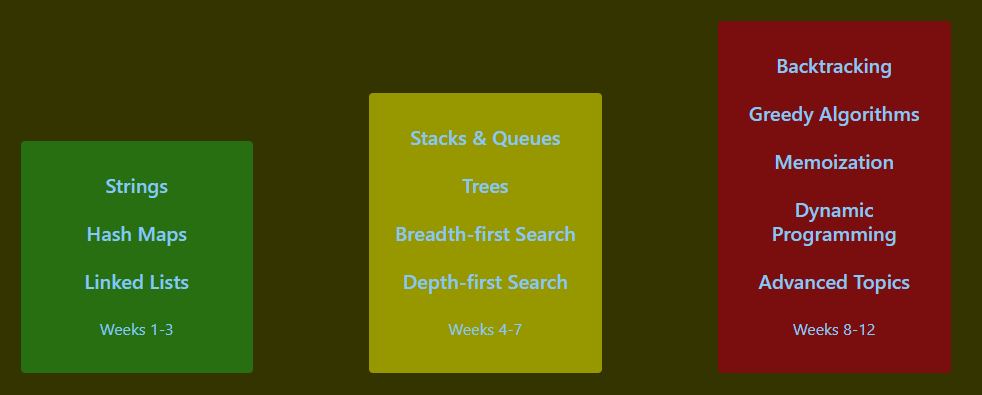 Strings
Hash Maps
Linked Lists
Weeks 1-3
Stacks & Queues
Trees
Breadth-first Search
Depth-first Search
Weeks 4-7
Backtracking
Greedy Algorithms
Memoization
Dynamic
Programming
Advanced Topics
Weeks 8-12